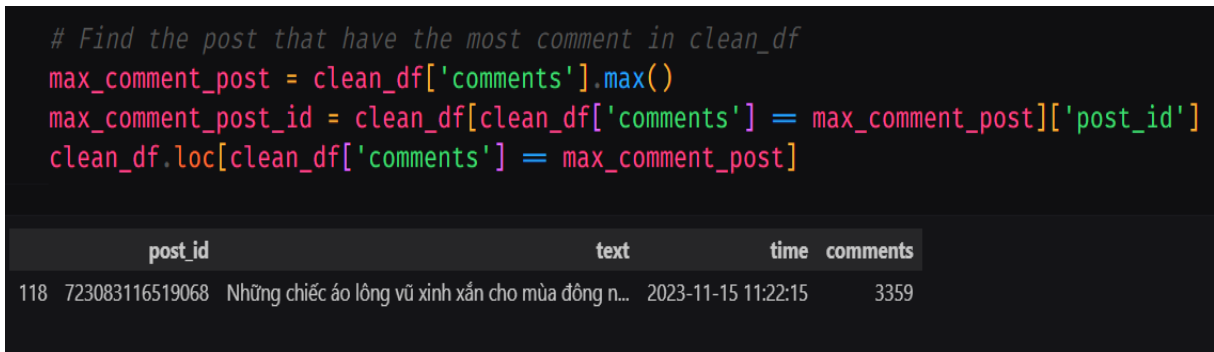 # Find the post that have the most comment in clean_df
max_comment_post = clean_df['comments'].max()
max_comment_post_id = clean_df[clean_df['comments'] == max_comment_post]['post_id']
clean_df.loc[clean_df['comments'] == max_comment_post]
post_id text time comments
118 723083116519068 Những chiếc áo lông vũ xinh xắn cho mùa đông n... 2023-11-15 11:22:15 3359